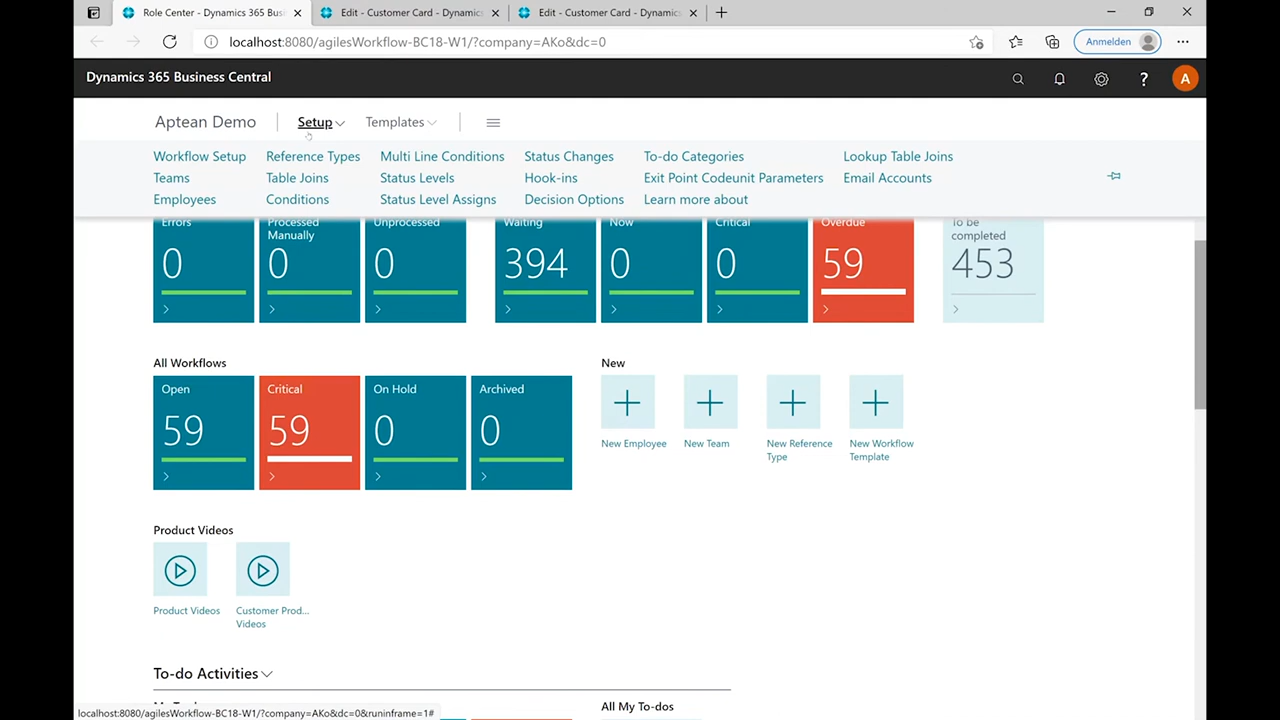 Role Center - Dynamics 365 Busi
Edit - Customer Card - Dynamics
Edit - Customer Card - Dynamics
localhost:8080/agilesWorkflow-BC18-W1/?company=AKo&dc=0
Anmelden
Dynamics 365 Business Central
A
Aptean Demo
Setup
Templates
Workflow Setup
Reference Types
Multi Line Conditions
Status Changes
To-do Categories
Lookup Table Joins
Teams
Table Joins
Status Levels
Hook-ins
Exit Point Codeunit Parameters
Email Accounts
Employees
Conditions
Status Level Assigns
Decision Options
Learn more about
Errors
0
Processed
Manually
0
Unprocessed
0
Waiting
394
Now
0
Critical
0
Overdue
59
To be
completed
453
All Workflows
New
Open
59
Critical
59
On Hold
0
Archived
0
New Employee
New Team
New Reference
Type
New Workflow
Template
Product Videos
Product Videos
Customer Prod...
Videos
To-do Activities
All My To-dos
localhost:8080/agilesWorkflow-BC18-W1/?company=AKo&dc=0&runinframe=1#